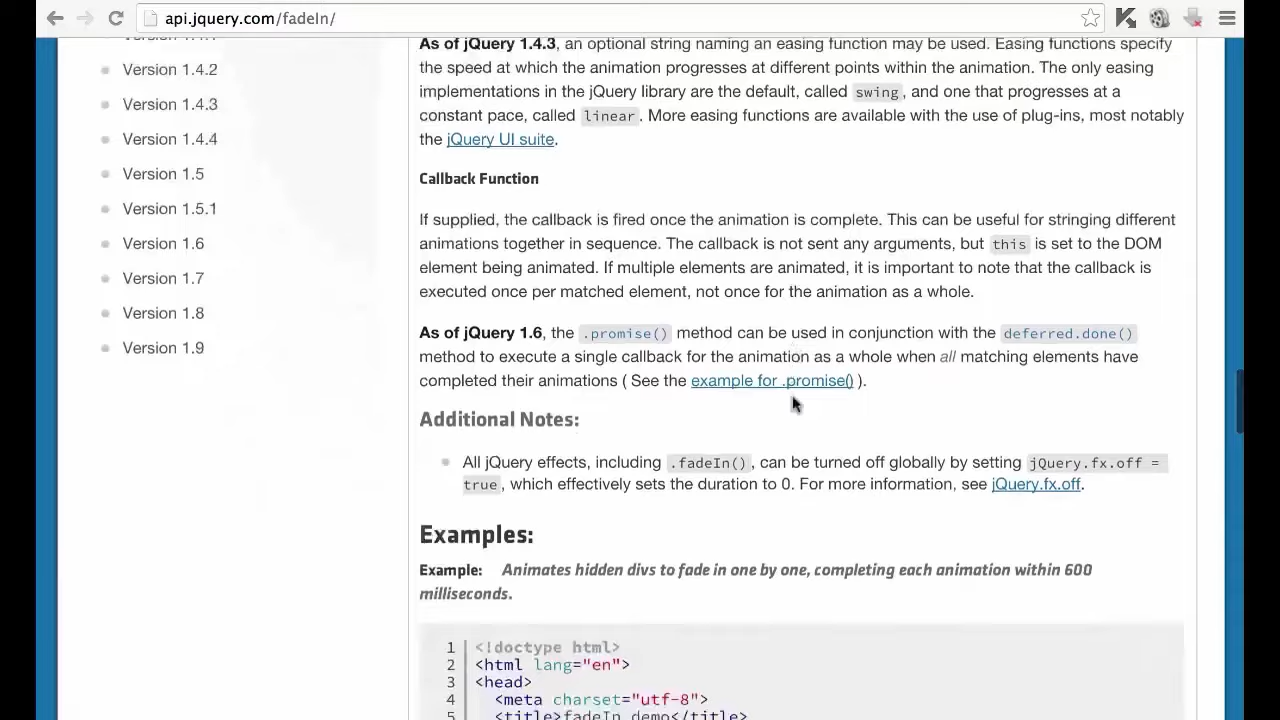 api.jquery.com/fadeIn/
Version 1.4.2
Version 1.4.3
Version 1.4.4
Version 1.5
Version 1.5.1
Version 1.6
Version 1.7
Version 1.8
Version 1.9
As of jQuery 1.4.3, an optional string naming an easing function may be used. Easing functions specify
the speed at which the animation progresses at different points within the animation. The only easing
implementations in the jQuery library are the default, called swing, and one that progresses at a
constant pace, called linear. More easing functions are available with the use of plug-ins, most notably
the jQuery UI suite.
Callback Function
If supplied, the callback is fired once the animation is complete. This can be useful for stringing different
animations together in sequence. The callback is not sent any arguments, but this is set to the DOM
element being animated. If multiple elements are animated, it is important to note that the callback is
executed once per matched element, not once for the animation as a whole.
As of jQuery 1.6, the .promise() method can be used in conjunction with the deferred.done()
method to execute a single callback for the animation as a whole when all matching elements have
completed their animations ( See the example for .promise() ).
Additional Notes:
All jQuery effects, including .fadeIn(), can be turned off globally by setting jQuery.fx.off =
true, which effectively sets the duration to 0. For more information, see jQuery.fx.off.
Examples:
Example: Animates hidden divs to fade in one by one, completing each animation within 600
milliseconds.
1 <!doctype html>
2 <html lang="en">
3 <head>
4 <meta charset="utf-8">
5 <title>fadeIn demo</title>